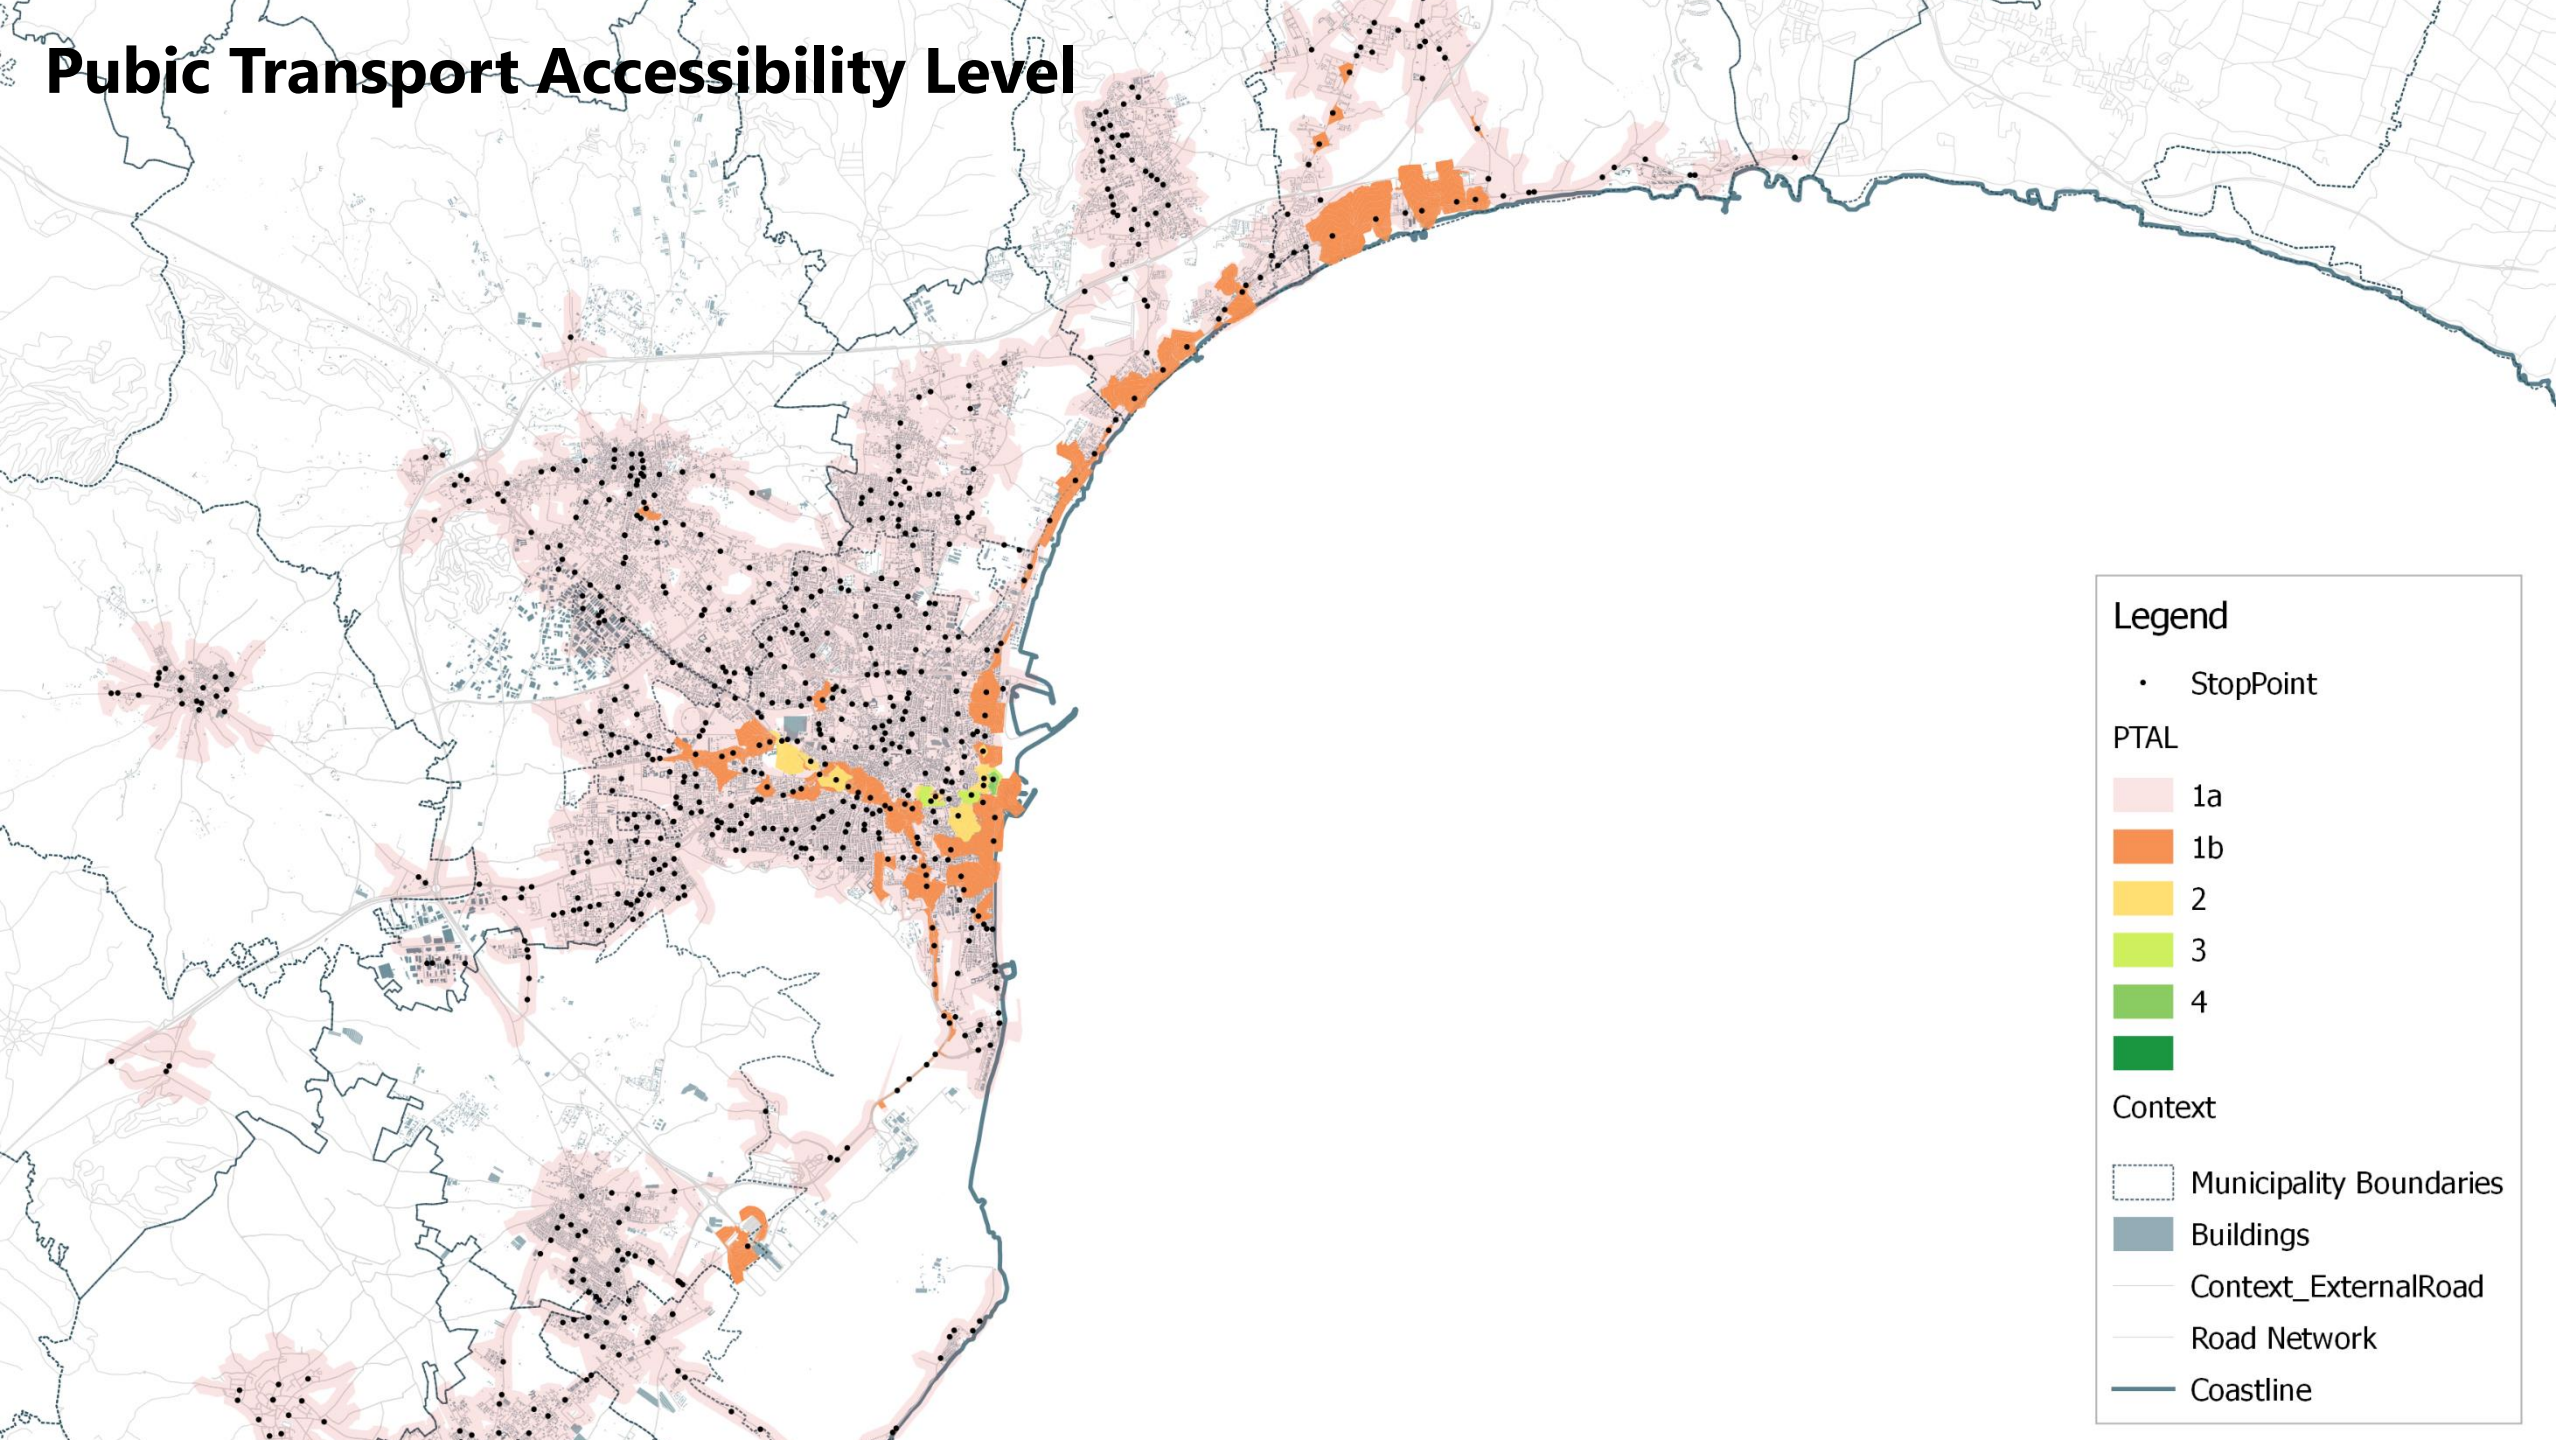 Pubic Transport Accessibility Level
Legend
StopPoint
PTAL
1a
1b
2
3
4
Context
Municipality Boundaries
Buildings
Context_ExternalRoad
Road Network
Coastline